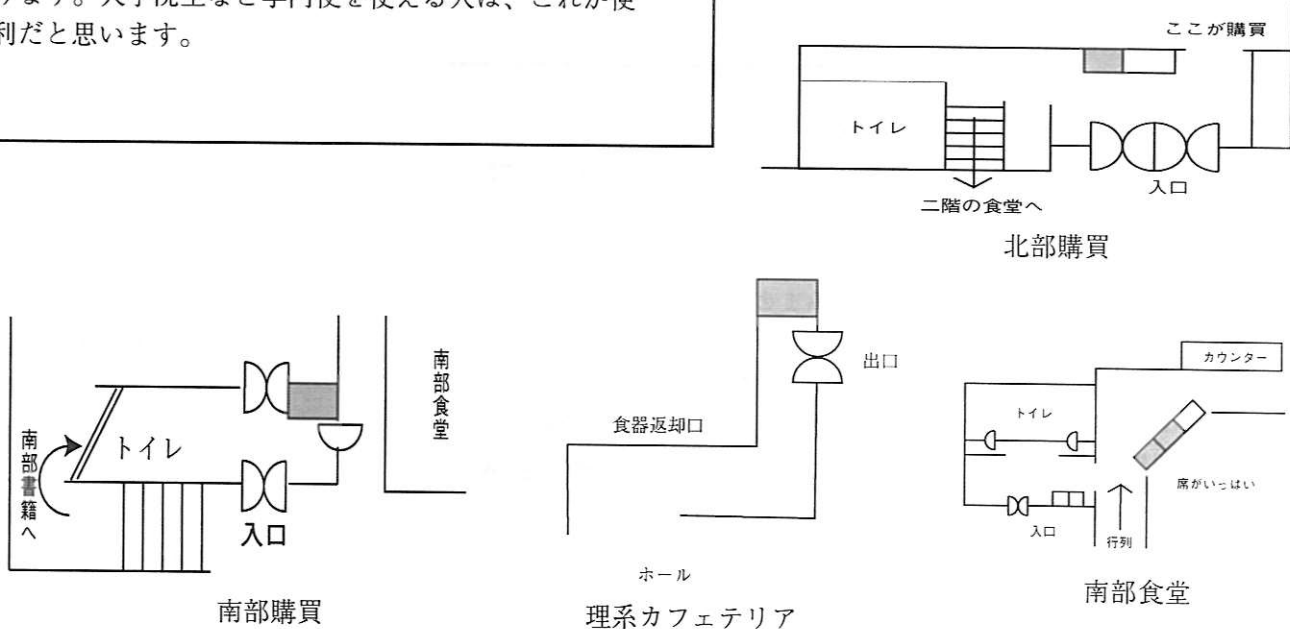 ります。大学院生など学内便を使える人は、これが便
利だと思います。
ここが購買
トイレ
入口
二階の食堂へ
北部購買
南部書籍へ
トイレ
入口
南部食堂
南部購買
出口
食器返却口
ホール
理系カフェテリア
カウンター
トイレ
席がいっぱい
入口
行列
南部食堂